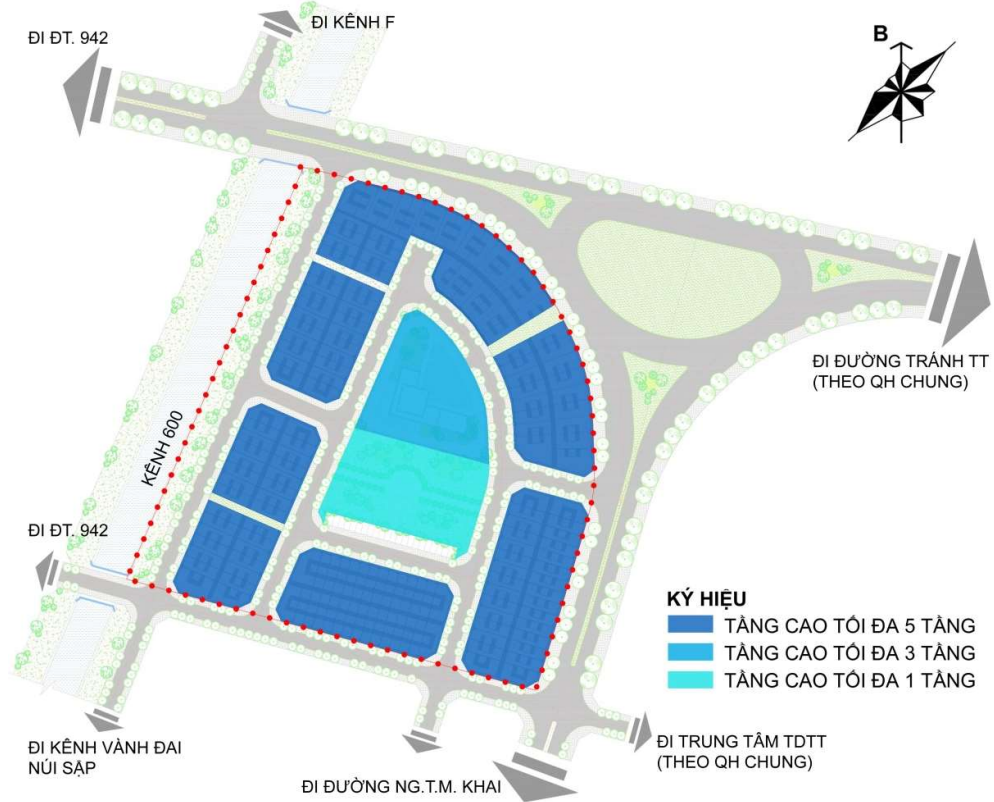 ĐI KÊNH F
ĐI ĐT. 942
B
ĐI ĐƯỜNG TRÁNH TT
(THEO QH CHUNG)
KÊNH 600
ĐI ĐT. 942
KÝ HIỆU
TẦNG CAO TỐI ĐA 5 TẦNG
TẦNG CAO TỐI ĐA 3 TẦNG
TẦNG CAO TỐI ĐA 1 TẦNG
ĐI KÊNH VÀNH ĐAI
NÚI SẬP
ĐI TRUNG TÂM TDTT
(THEO QH CHUNG)
ĐI ĐƯỜNG NG.T.M. KHAI